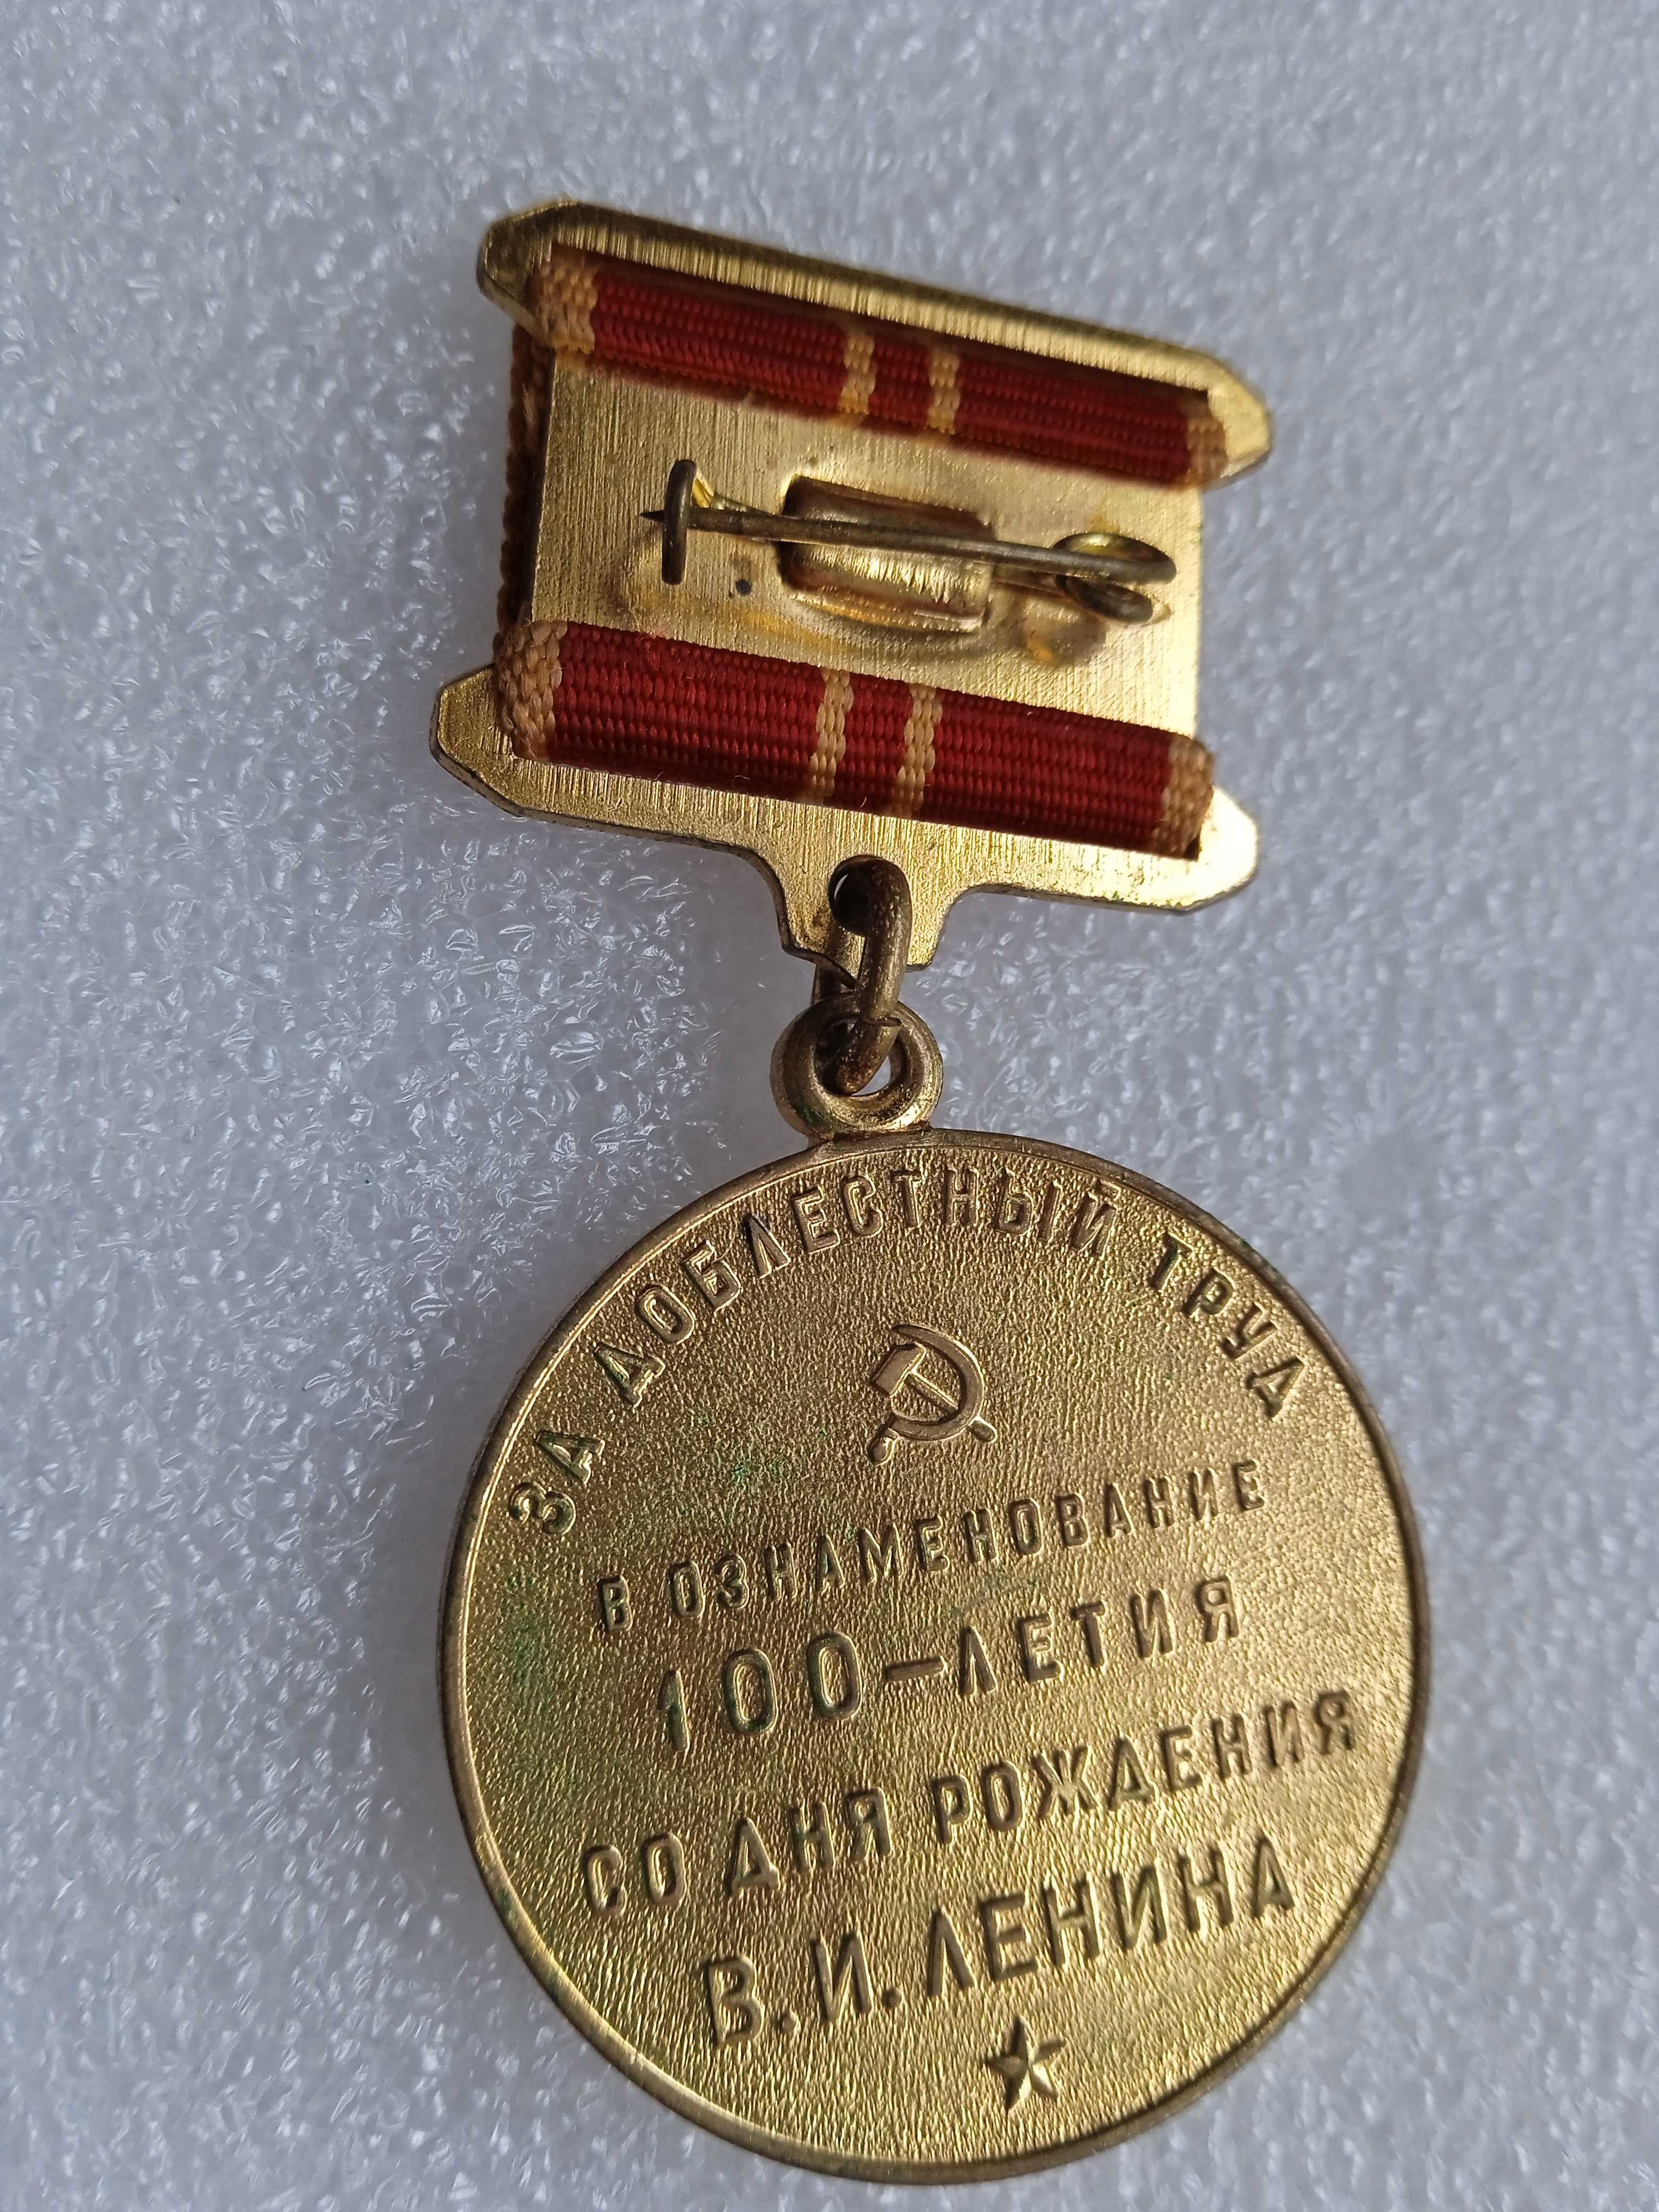 ЗА ДОБЛЕСТНЫЙ ТРУД
В ОЗНАМЕНОВАНИЕ
100-ЛЕТИЯ
СО ДНЯ РОЖДЕНИЯ
В.И.ЛЕНИНА